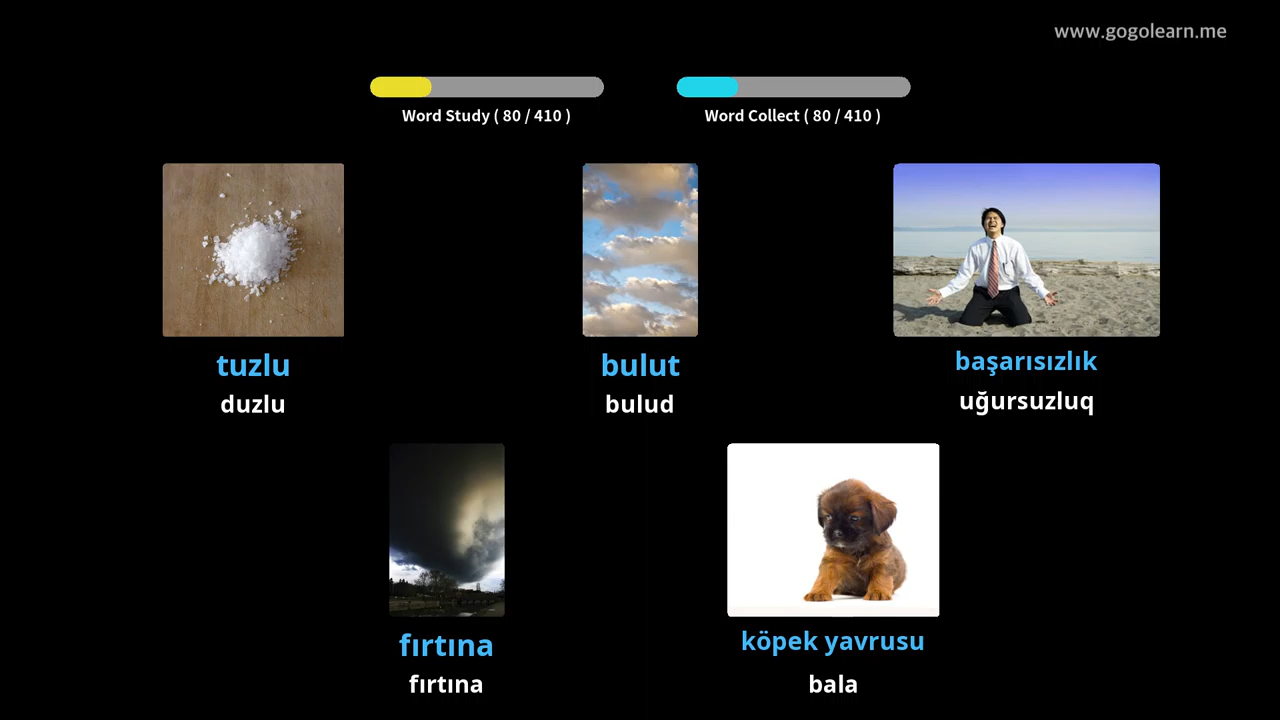 www.gogolearn.me
Word Study ( 80 / 410 )
Word Collect ( 80 / 410 )
tuzlu
duzlu
bulut
bulud
başarısızlık
uğursuzluq
fırtına
fırtına
köpek yavrusu
bala